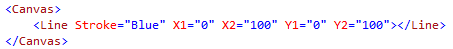 <Canvas>
    <Line Stroke="Blue" X1="0" X2="100" Y1="0" Y2="100"></Line>
</Canvas>